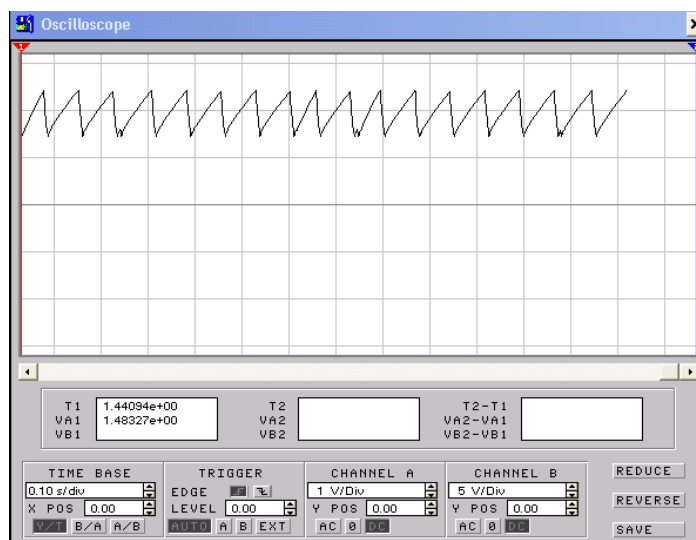 Oscilloscope
1
T1 1.44094e+00 T2 T2-T1
VA1 1.48327e+00 VA2 VA2-VA1
VB1 VB2 VB2-VB1
TIME BASE TRIGGER CHANNEL A CHANNEL B REDUCE
0.10 s/div EDGE 1 V/Div 5 V/Div
X POS 0.00 LEVEL 0.00 Y POS 0.00 Y POS 0.00 REVERSE
Y/T B/A A/B AUTO A B EXT AC 0 DC AC 0 DC SAVE